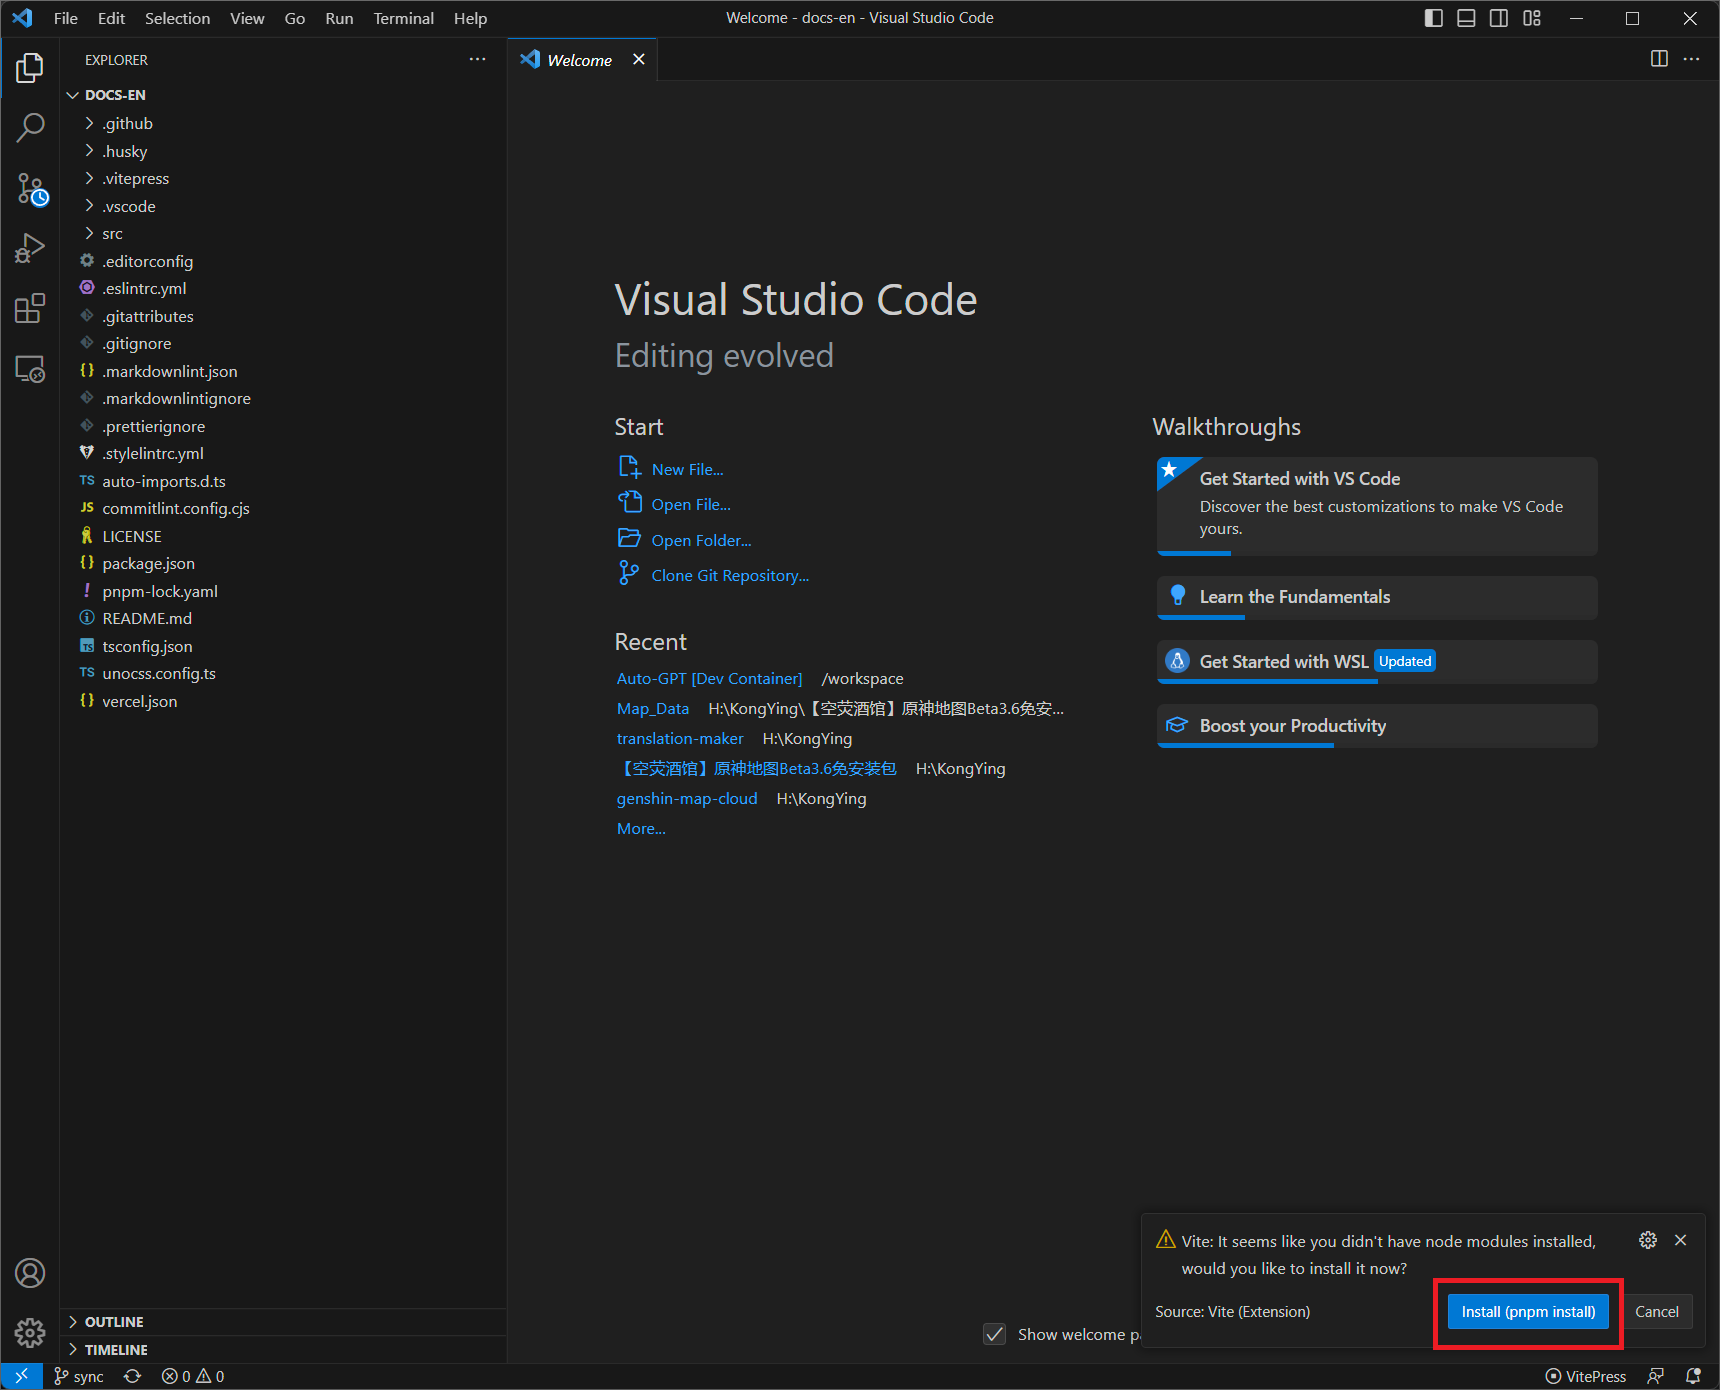 File Edit Selection View Go Run Terminal Help
Welcome - docs-en - Visual Studio Code
EXPLORER
Welcome
DOCS-EN
.github
.husky
.vitepress
.vscode
src
.editorconfig
.eslintrc.yml
.gitattributes
.gitignore
.markdownlint.json
.markdownlintignore
.prettierignore
.stylelintrc.yml
TS auto-imports.d.ts
JS commitlint.config.cjs
LICENSE
package.json
pnpm-lock.yaml
README.md
tsconfig.json
TS unocss.config.ts
vercel.json
OUTLINE
TIMELINE
Visual Studio Code
Editing evolved
Start
New File...
Open File...
Open Folder...
Clone Git Repository...
Recent
Auto-GPT [Dev Container] /workspace
Map_Data H:\KongYing\【空荧酒馆】原神地图Beta3.6免安...
translation-maker H:\KongYing
【空荧酒馆】原神地图Beta3.6免安装包 H:\KongYing
genshin-map-cloud H:\KongYing
More...
Walkthroughs
Get Started with VS Code
Discover the best customizations to make VS Code
yours.
Learn the Fundamentals
Get Started with WSL Updated
Boost your Productivity
Show welcome p
Vite: It seems like you didn't have node modules installed,
would you like to install it now?
Source: Vite (Extension)
Install (pnpm install)
Cancel
sync
0 0
VitePress